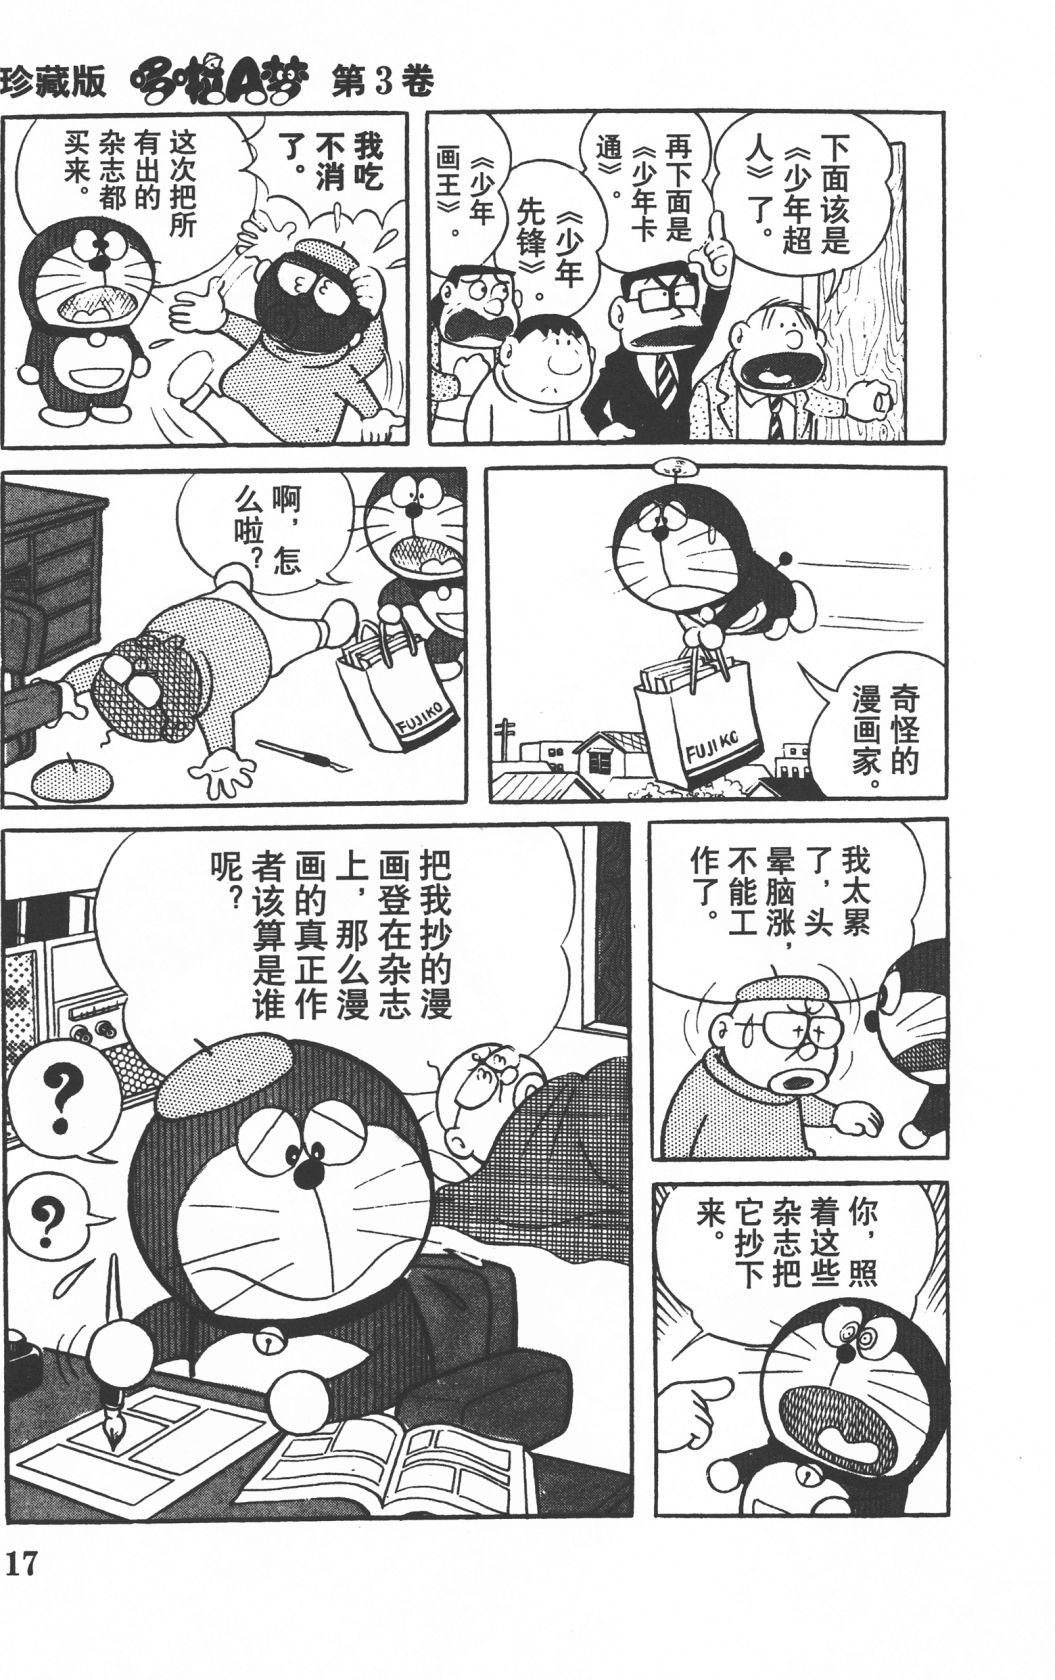 珍藏版 哆啦A梦 第3卷
下面该是
《少年超
人》了。
再下面是
《少年卡
通》。
《少年
先锋》。
《少年
画王》。
我吃
不消
了。
这次把所
有出的
杂志都
买来。
奇怪的
漫画家。
FUJIKO
啊，怎
么啦？
FUJIKO
我太累
了，头
晕脑涨，
不能工
作了。
你，照
着这些
杂志把
它抄下
来。
把我抄的漫
画登在杂志
上，那么漫
画的真正作
者该算是谁
呢？
?
?
17